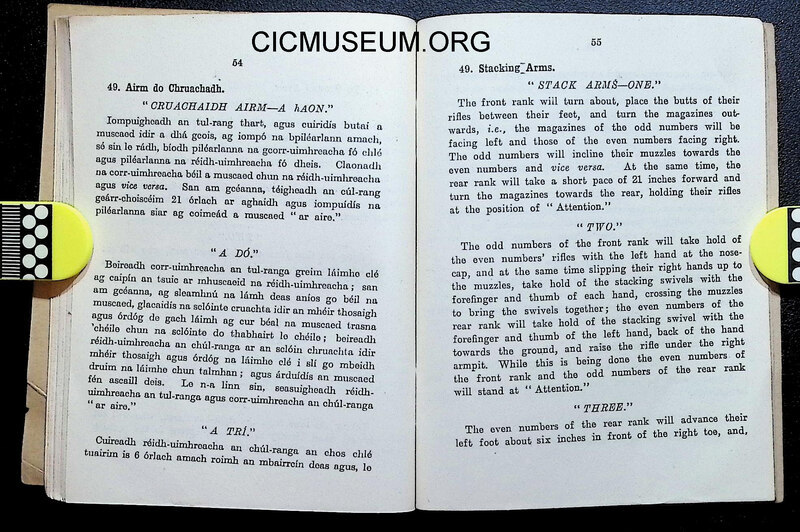 CICMUSEUM.ORG
54
49. Airm do Chruachadh.
"CRUACHAIDH AIRM—A hAON."
Iompuigheadh an tul-rang thart, agus cuiridís butaí a
muscaed idir a dhá gcois, ag iompó na bpiléarlann amach,
sé sin le rádh, bíodh piléarlanna na gcorr-uimhreacha fó chlé
agus piléarlanna na réidh-uimhreacha fó dheis. Claonadh
na corr-uimhreacha béil a muscaed chun na réidh-uimhreacha
agus vice versa. San am gcéanna, téigheadh an cúl-rang
geárr-choiscéim 21 órlach ar aghaidh agus iompuídís na
piléarlanna siar ag coimeád a muscaed "ar aire."
"A DÓ."
Beireadh corr-uimhreacha an tul-ranga greim láimhe clé
ag caipín an tsuic ar mhuscaeid na réidh-uimhreacha; san
am gcéanna, ag sleamhnú na lámh deas aníos go béil na
muscaed, glacaidís na sclóinte cruachta idir an mhéir thosaigh
agus órdóg de gach láimh ag cur béal na muscaed trasna
'chéile chun na sclóinte do thabhairt le chéile; beireadh
réidh-uimhreacha an chúl-ranga ar an sclóin chruachta idir
mhéir thosaigh agus órdóg na láimhe clé i slí go mbeidh
druim na láimhe chun talmhan; agus árduidís an muscaed
fén ascaill deis. Le n-a linn sin, seasuigheadh réidh-
uimhreacha an tul-ranga agus corr-uimhreacha an chúl-ranga
"ar aire."
"A TRÍ."
Cuireadh réidh-uimhreacha an chúl-ranga an chos chlé
tuairim is 6 órlach amach roimh an mbairrcín deas agus, le
55
49. Stacking Arms.
"STACK ARMS—ONE."
The front rank will turn about, place the butts of their
rifles between their feet, and turn the magazines out-
wards, i.e., the magazines of the odd numbers will be
facing left and those of the even numbers facing right.
The odd numbers will incline their muzzles towards the
even numbers and vice versa. At the same time, the
rear rank will take a short pace of 21 inches forward and
turn the magazines towards the rear, holding their rifles
at the position of "Attention."
"TWO."
The odd numbers of the front rank will take hold of
the even numbers' rifles with the left hand at the nose-
cap, and at the same time slipping their right hands up to
the muzzles, take hold of the stacking swivels with the
forefinger and thumb of each hand, crossing the muzzles
to bring the swivels together; the even numbers of the
rear rank will take hold of the stacking swivel with the
forefinger and thumb of the left hand, back of the hand
towards the ground, and raise the rifle under the right
armpit. While this is being done the even numbers of
the front rank and the odd numbers of the rear rank
will stand at "Attention."
"THREE."
The even numbers of the rear rank will advance their
left foot about six inches in front of the right toe, and,